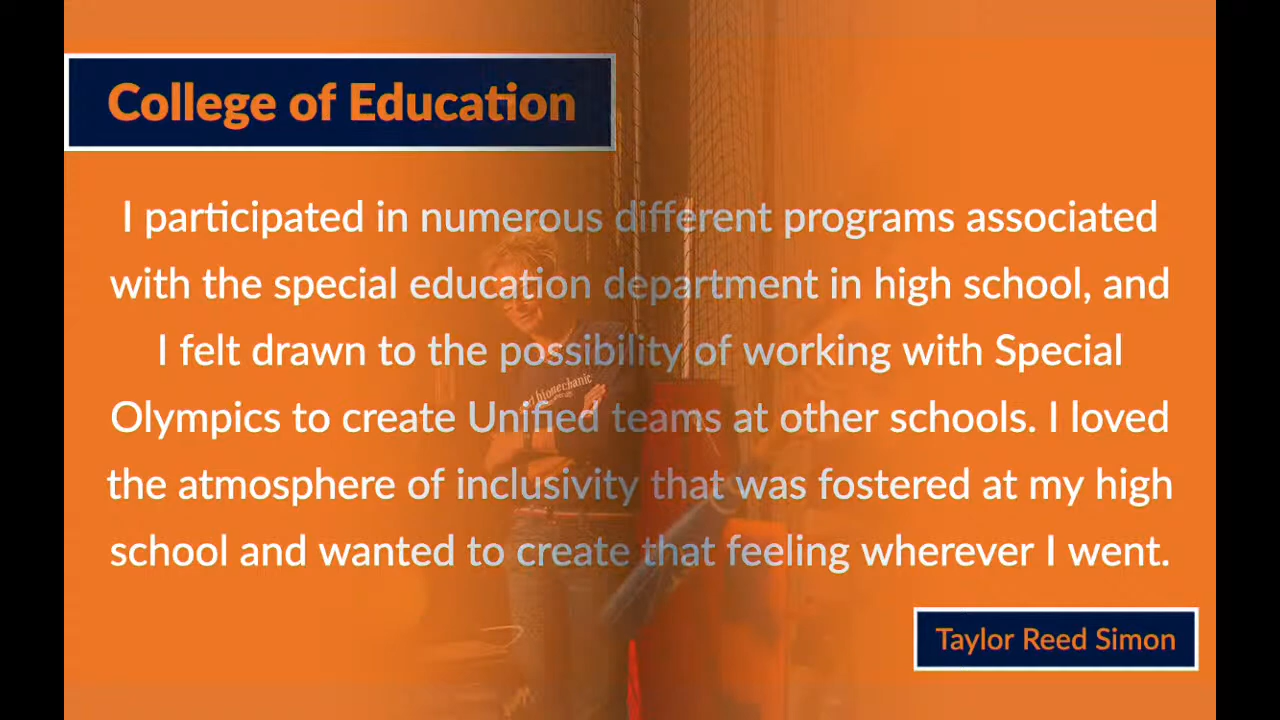 College of Education
I participated in numerous different programs associated
with the special education department in high school, and
I felt drawn to the possibility of working with Special
Olympics to create Unified teams at other schools. I loved
the atmosphere of inclusivity that was fostered at my high
school and wanted to create that feeling wherever I went.
Taylor Reed Simon